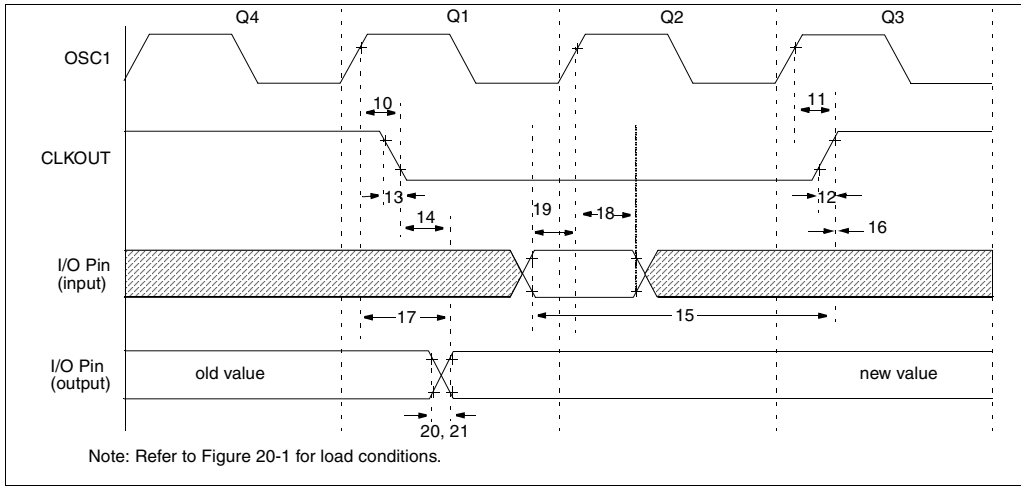 Q4 Q1 Q2 Q3
OSC1
10
11
CLKOUT
13
12
14
19
18
16
I/O Pin
(input)
17
15
I/O Pin
(output)
old value
new value
20, 21
Note: Refer to Figure 20-1 for load conditions.